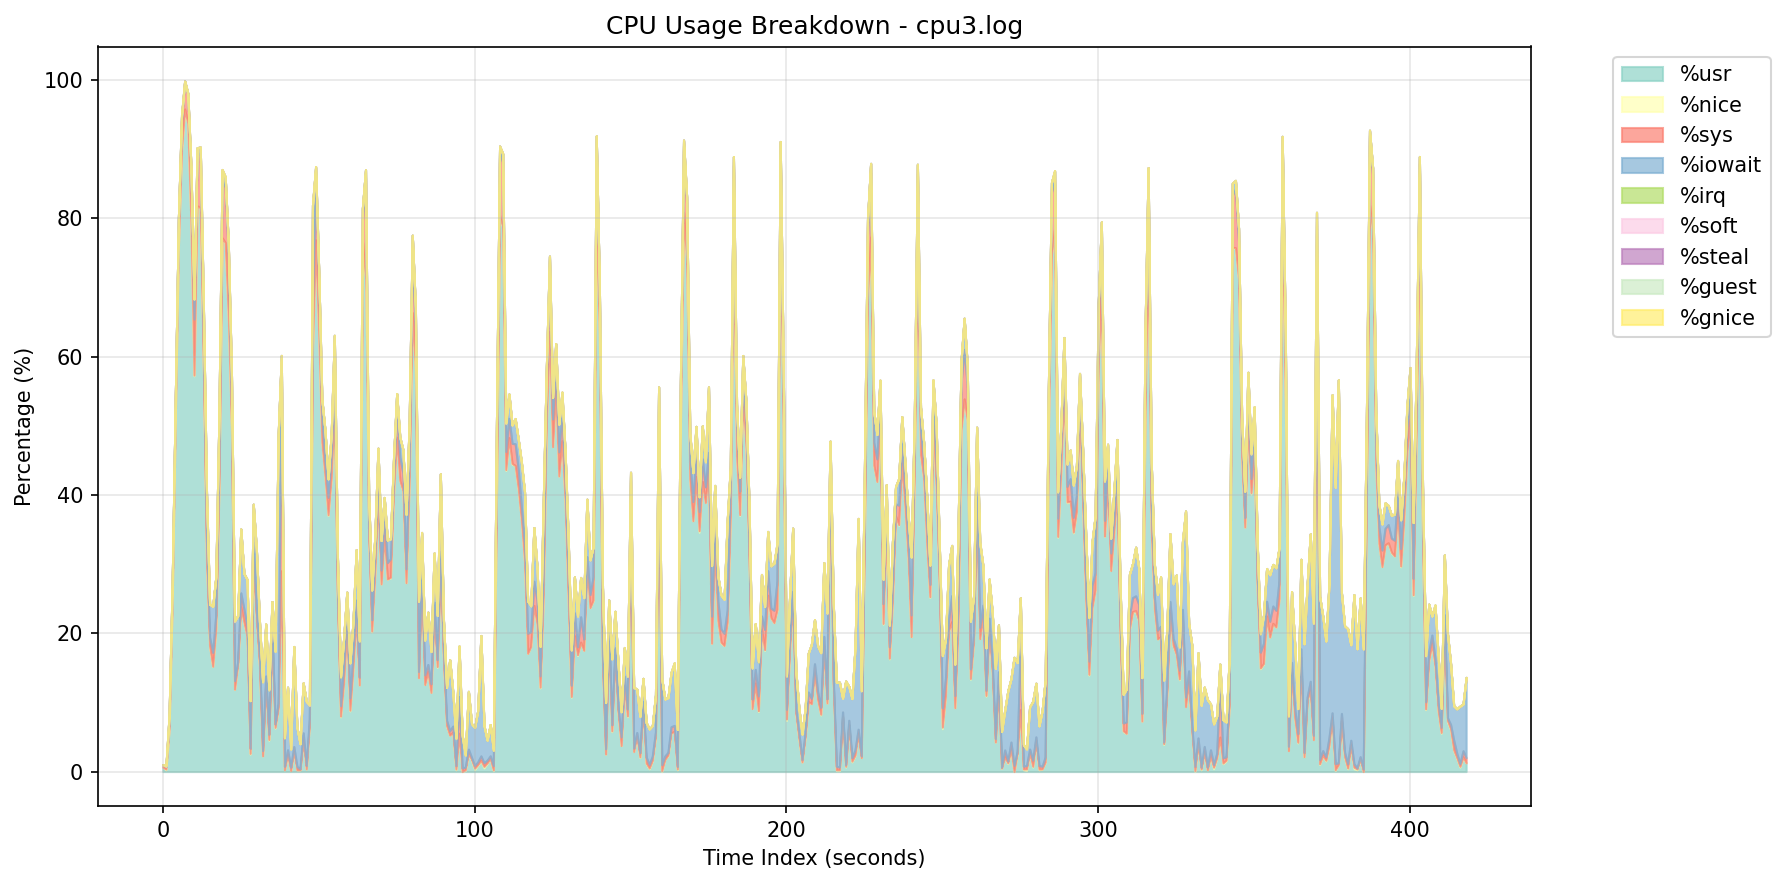 CPU Usage Breakdown - cpu3.log
Percentage (%)
100
80
60
40
20
0
0
100
200
300
400
Time Index (seconds)
%usr
%nice
%sys
%iowait
%irq
%soft
%steal
%guest
%gnice